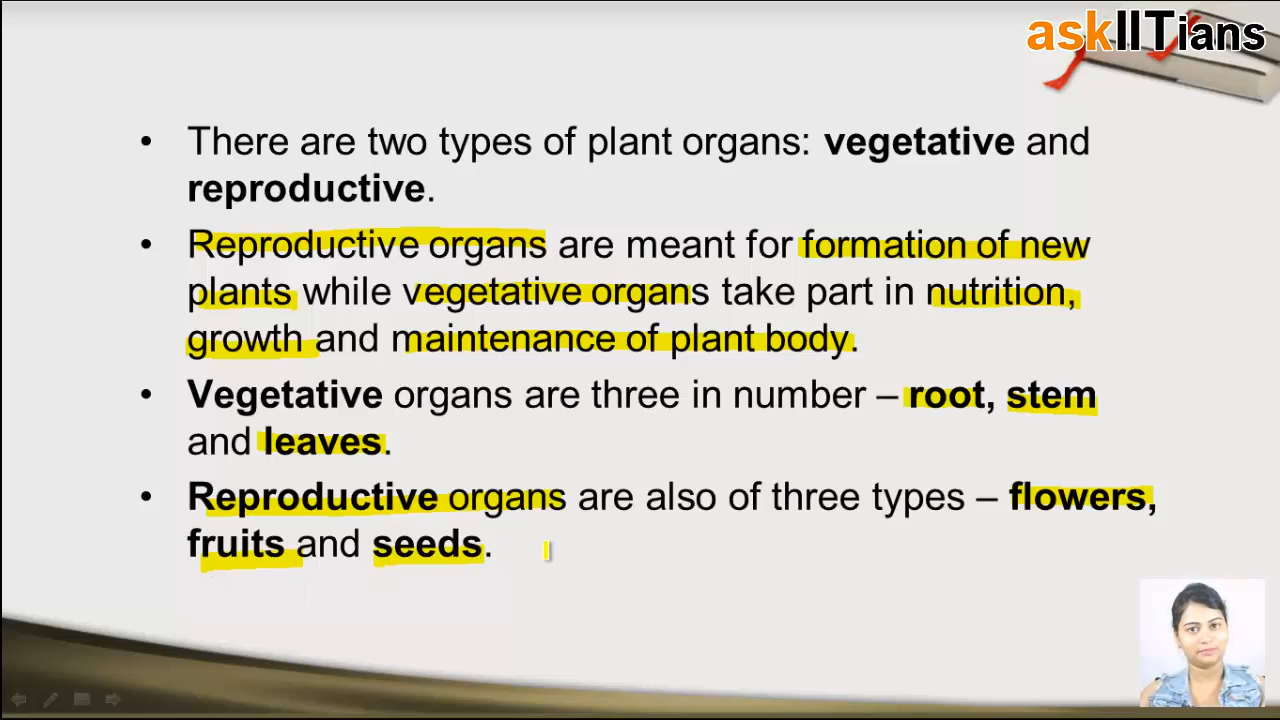 askIITians
• There are two types of plant organs: vegetative and
reproductive.
• Reproductive organs are meant for formation of new
plants while vegetative organs take part in nutrition,
growth and maintenance of plant body.
• Vegetative organs are three in number – root, stem
and leaves.
• Reproductive organs are also of three types – flowers,
fruits and seeds.